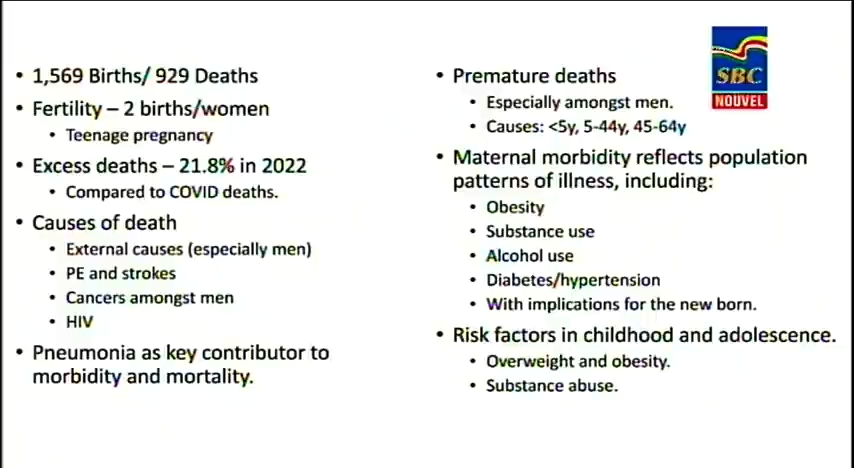 • 1,569 Births/ 929 Deaths
• Fertility – 2 births/women
• Teenage pregnancy
• Excess deaths – 21.8% in 2022
• Compared to COVID deaths.
• Causes of death
• External causes (especially men)
• PE and strokes
• Cancers amongst men
• HIV
• Pneumonia as key contributor to
morbidity and mortality.
• Premature deaths
• Especially amongst men.
• Causes: <5y, 5-44y, 45-64y
• Maternal morbidity reflects population
patterns of illness, including:
• Obesity
• Substance use
• Alcohol use
• Diabetes/hypertension
• With implications for the new born.
• Risk factors in childhood and adolescence.
• Overweight and obesity.
• Substance abuse.
SBC
NOUVEL